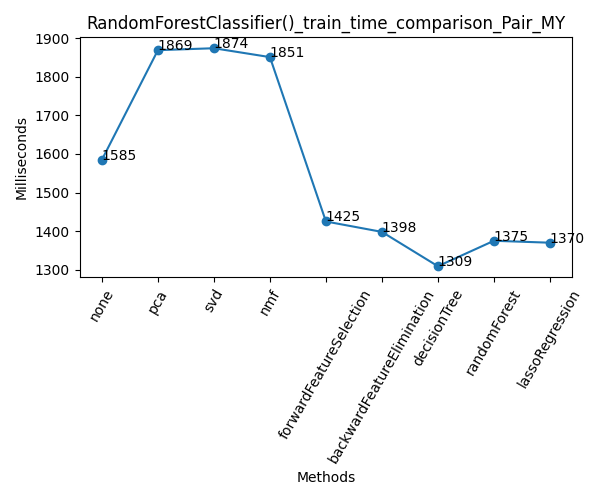 RandomForestClassifier()_train_time_comparison_Pair_MY
Milliseconds
1900
1800
1700
1600
1500
1400
1300
1585
1869
1874
1851
1425
1398
1309
1375
1370
none
pca
svd
nmf
forwardFeatureSelection
backwardFeatureElimination
decisionTree
randomForest
lassoRegression
Methods